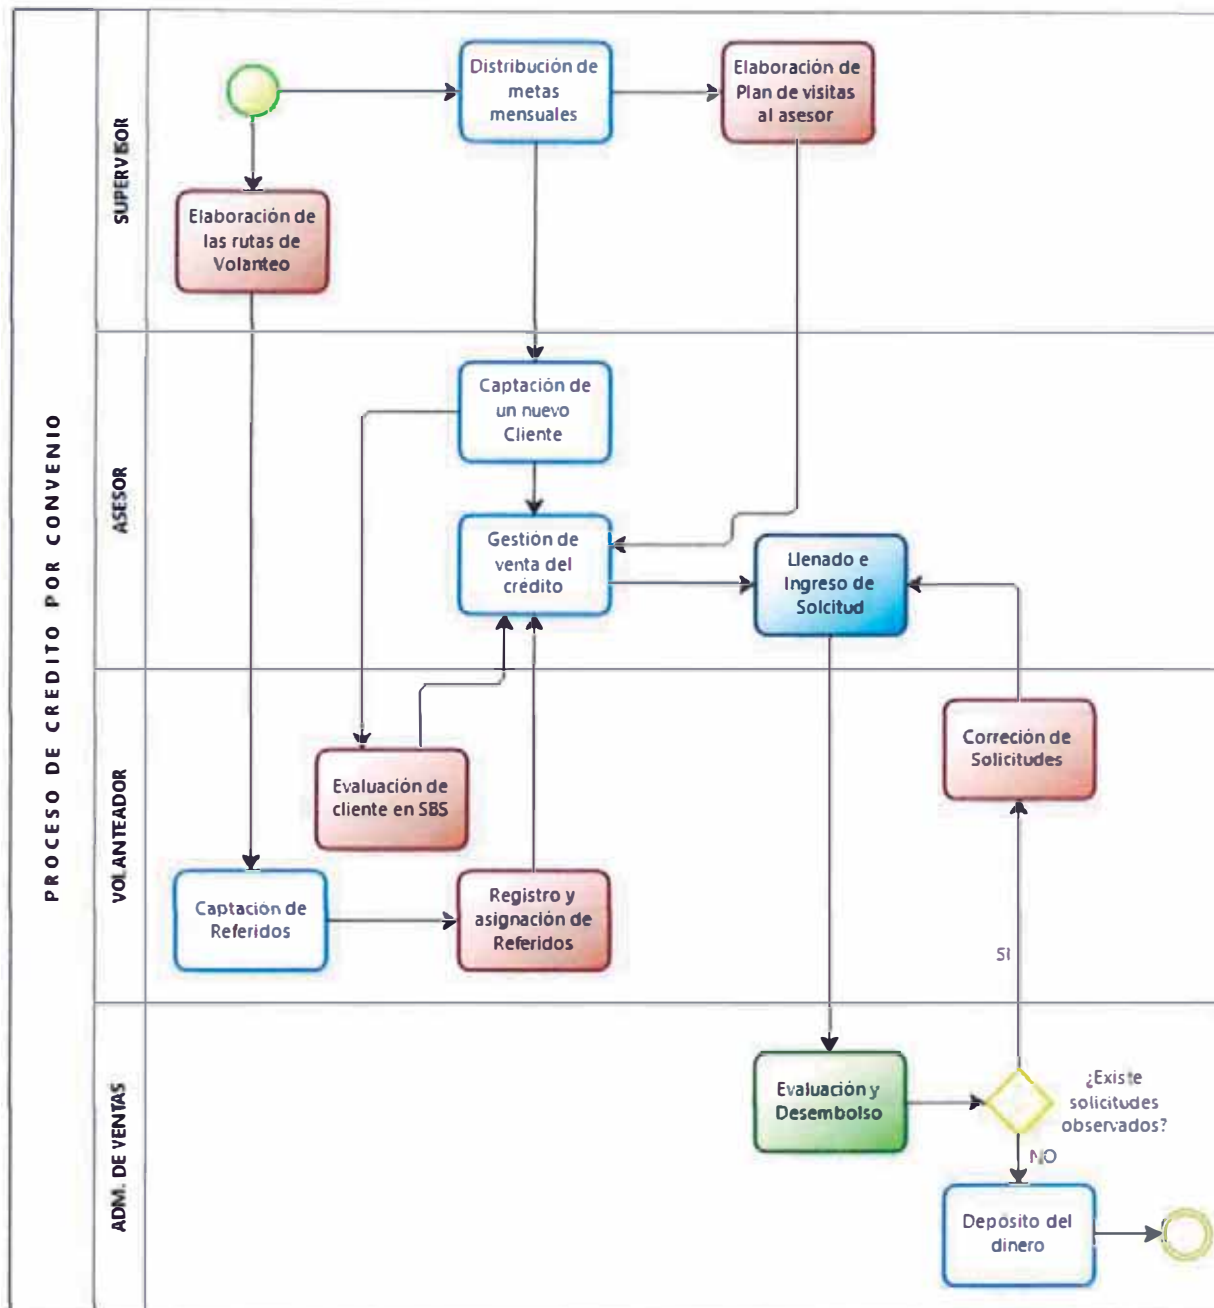 PROCESO DE CREDITO POR CONVENIO
SUPERVISOR
Distribución de
metas
mensuales
Elaboración de
Plan de visitas
al asesor
Elaboración de
las rutas de
Volanteo
ASESOR
Captación de
un nuevo
Cliente
Gestión de
venta del
crédito
Llenado e
Ingreso de
Solcitud
VOLANTEADOR
Correción de
Solicitudes
Evaluación de
cliente en SBS
Captación de
Referidos
Registro y
asignación de
Referidos
SI
ADM. DE VENTAS
Evaluación y
Desembolso
¿Existe
solicitudes
observados?
NO
Deposito del
dinero